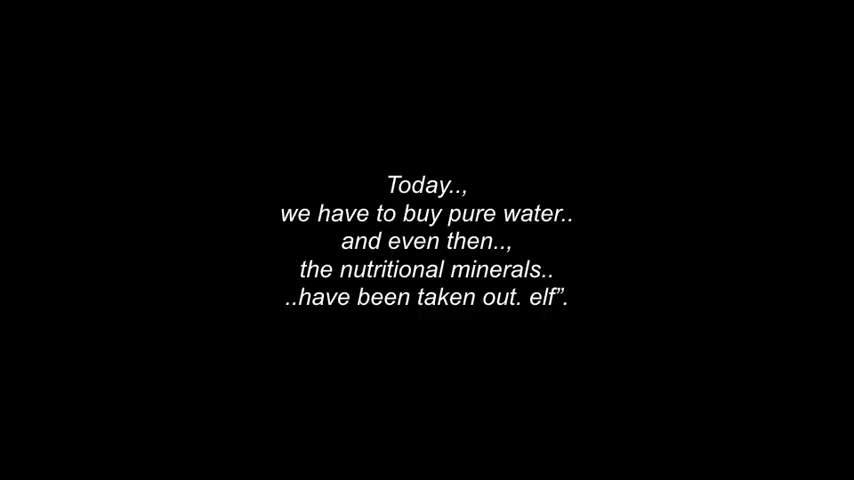 Today..,
we have to buy pure water..
and even then..,
the nutritional minerals..
..have been taken out. elf”.